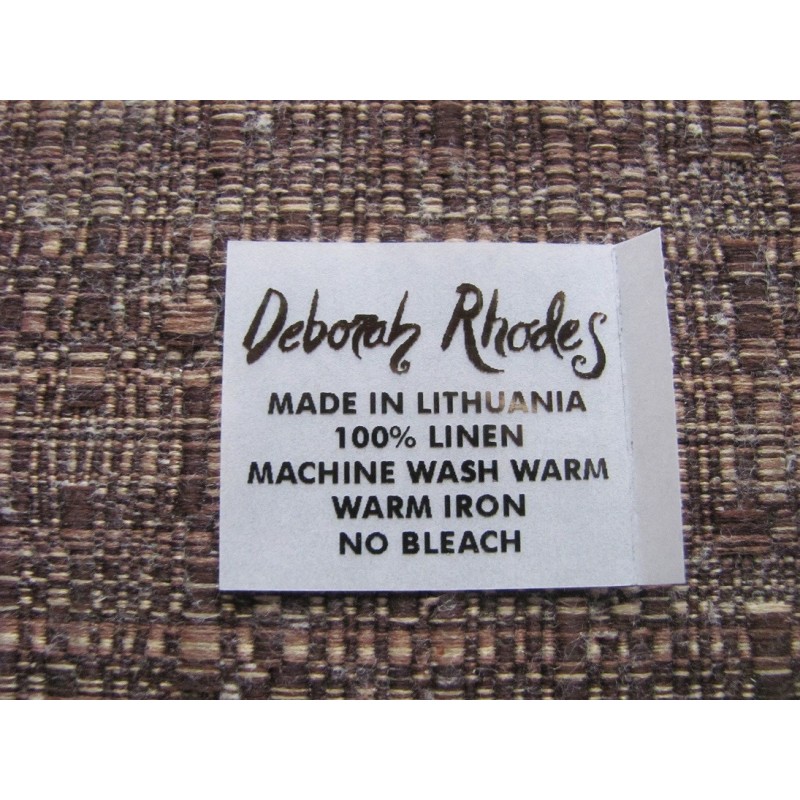 Deborah Rhodes
MADE IN LITHUANIA
100% LINEN
MACHINE WASH WARM
WARM IRON
NO BLEACH